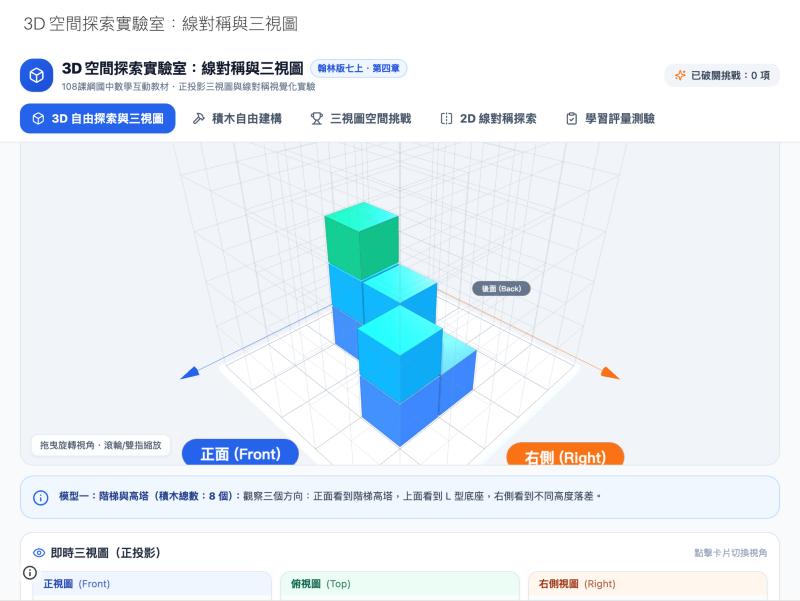 3D 空間探索實驗室：線對稱與三視圖
3D 空間探索實驗室：線對稱與三視圖 翰林版七上・第四章
108課綱國中數學互動教材・正投影三視圖與線對稱視覺化實驗
已破關挑戰：0 項
3D 自由探索與三視圖
積木自由建構
三視圖空間挑戰
2D 線對稱探索
學習評量測驗
後面 (Back)
拖曳旋轉視角・滾輪/雙指縮放
正面 (Front)
右側 (Right)
模型一：階梯與高塔（積木總數：8 個）：觀察三個方向：正面看到階梯高塔，上面看到 L 型底座，右側看到不同高度落差。
即時三視圖（正投影）
點擊卡片切換視角
正視圖 (Front)
俯視圖 (Top)
右側視圖 (Right)